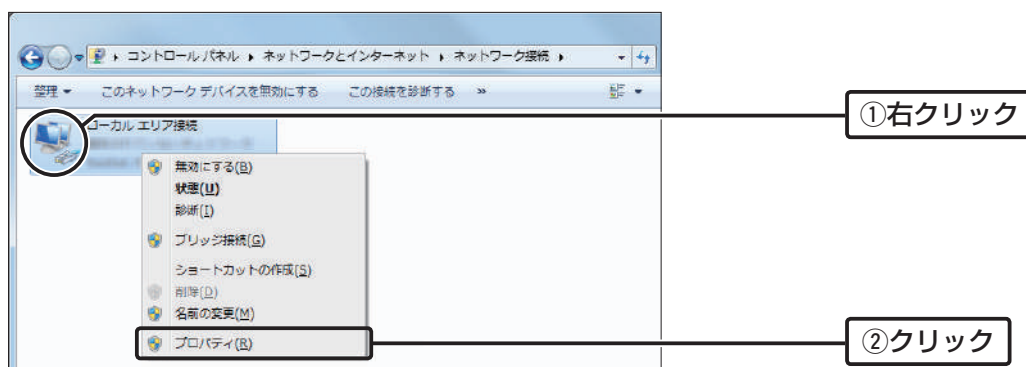 コントロール パネル ▸ ネットワークとインターネット ▸ ネットワーク接続 ▸
整理 このネットワーク デバイスを無効にする この接続を診断する »
ローカル エリア接続
①右クリック
無効にする(B)
状態(U)
診断(I)
ブリッジ接続(G)
ショートカットの作成(S)
削除(D)
名前の変更(M)
プロパティ(R)
②クリック